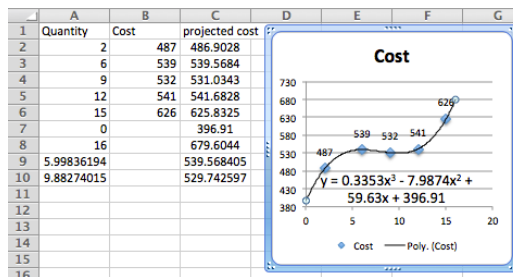 A B C D E F G
1 Quantity Cost projected cost
2 2 487 486.9028
3 6 539 539.5684
4 9 532 531.0343
5 12 541 541.6828
6 15 626 625.8325
7 0 396.91
8 16 679.6044
9 5.99836194 539.568405
10 9.88274015 529.742597
11
12
13
14
15
16
Cost
730
680
630
580
530
480
430
380
487
539
532
541
626
y = 0.3353x³ - 7.9874x² +
59.63x + 396.91
0 5 10 15 20
Cost Poly. (Cost)